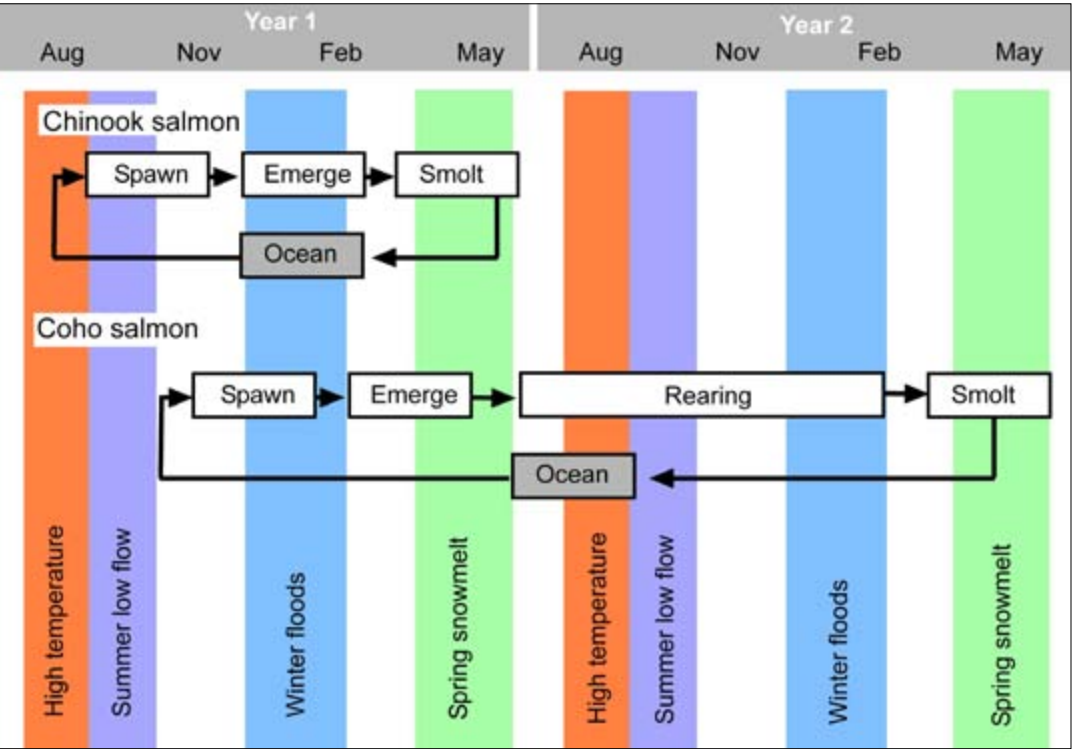 Year 1 Year 2
Aug Nov Feb May Aug Nov Feb May
Chinook salmon
Spawn Emerge Smolt
Ocean
Coho salmon
Spawn Emerge Rearing Smolt
Ocean
High temperature
Summer low flow
Winter floods
Spring snowmelt
High temperature
Summer low flow
Winter floods
Spring snowmelt